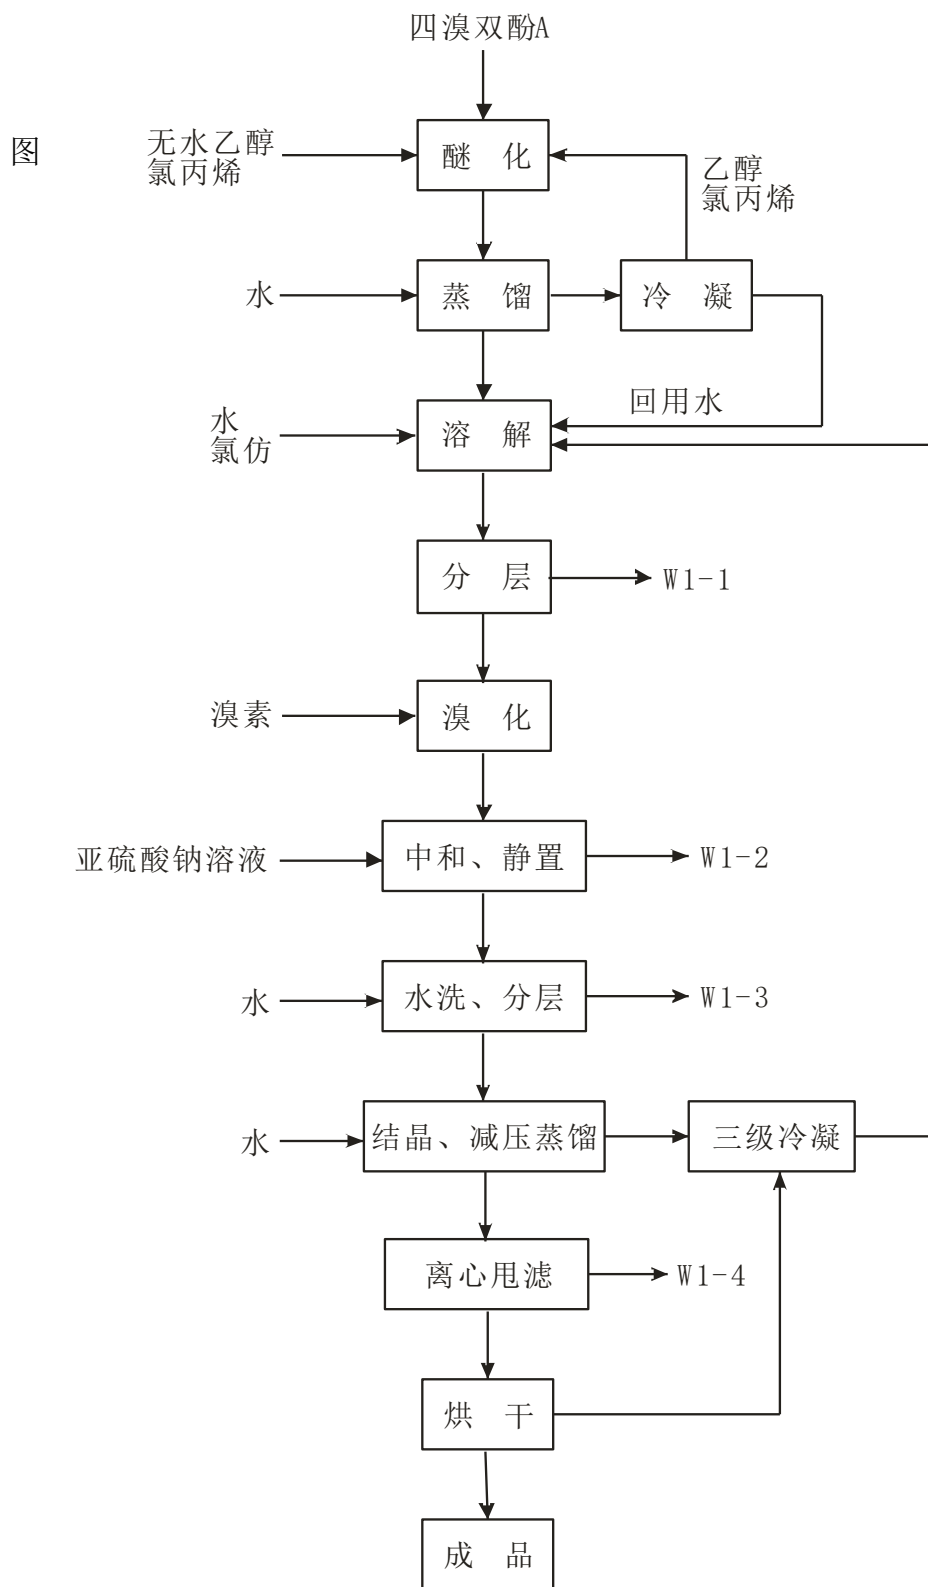 四溴双酚A
图
无水乙醇
氯丙烯
醚 化
乙醇
氯丙烯
水
蒸 馏
冷 凝
回用水
水
氯仿
溶 解
分 层
W1-1
溴素
溴 化
亚硫酸钠溶液
中和、静置
W1-2
水
水洗、分层
W1-3
水
结晶、减压蒸馏
三级冷凝
离心甩滤
W1-4
烘 干
成 品